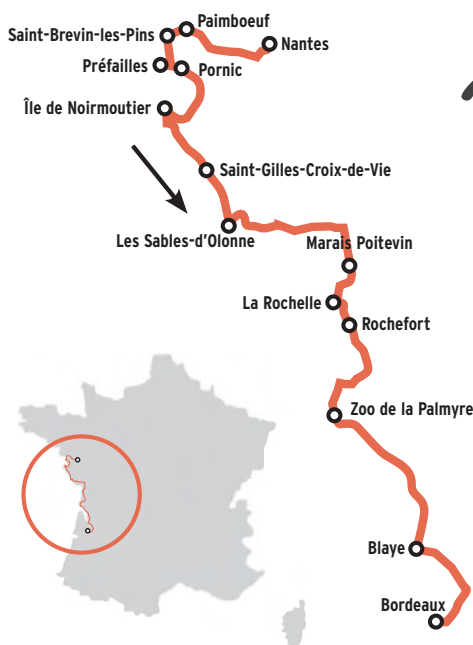 Paimboeuf
Saint-Brevin-les-Pins
Nantes
Préfailles
Pornic
Île de Noirmoutier
Saint-Gilles-Croix-de-Vie
Les Sables-d'Olonne
Marais Poitevin
La Rochelle
Rochefort
Zoo de la Palmyre
Blaye
Bordeaux